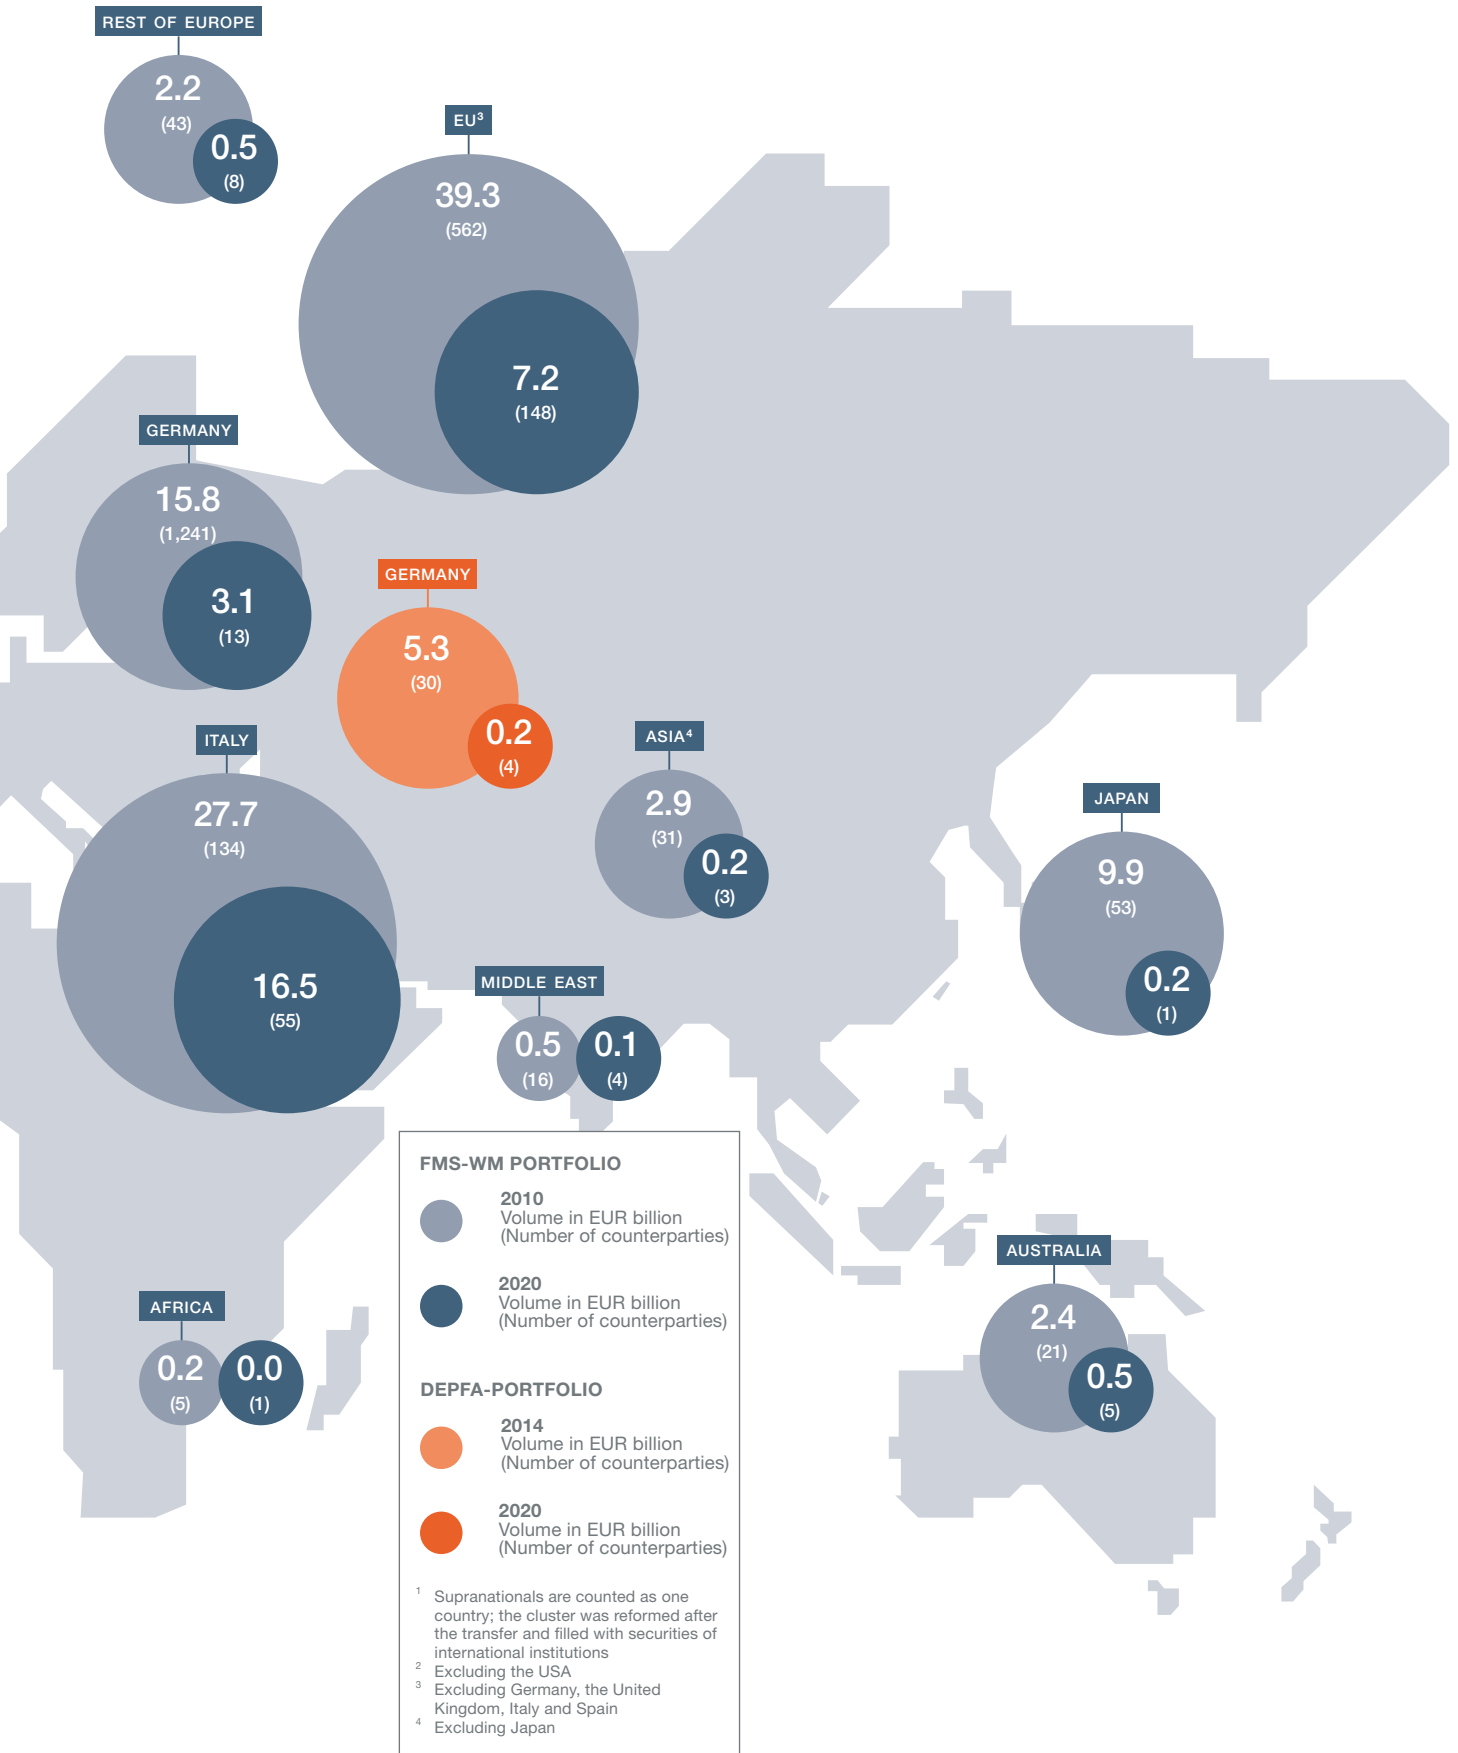 REST OF EUROPE
2.2
(43)
0.5
(8)
EU³
39.3
(562)
7.2
(148)
GERMANY
15.8
(1,241)
3.1
(13)
GERMANY
5.3
(30)
0.2
(4)
ITALY
27.7
(134)
16.5
(55)
ASIA⁴
2.9
(31)
0.2
(3)
JAPAN
9.9
(53)
0.2
(1)
MIDDLE EAST
0.5
(16)
0.1
(4)
AFRICA
0.2
(5)
0.0
(1)
AUSTRALIA
2.4
(21)
0.5
(5)
FMS-WM PORTFOLIO
2010
Volume in EUR billion
(Number of counterparties)
2020
Volume in EUR billion
(Number of counterparties)
DEPFA-PORTFOLIO
2014
Volume in EUR billion
(Number of counterparties)
2020
Volume in EUR billion
(Number of counterparties)
¹ Supranationals are counted as one
country; the cluster was reformed after
the transfer and filled with securities of
international institutions
² Excluding the USA
³ Excluding Germany, the United
Kingdom, Italy and Spain
⁴ Excluding Japan